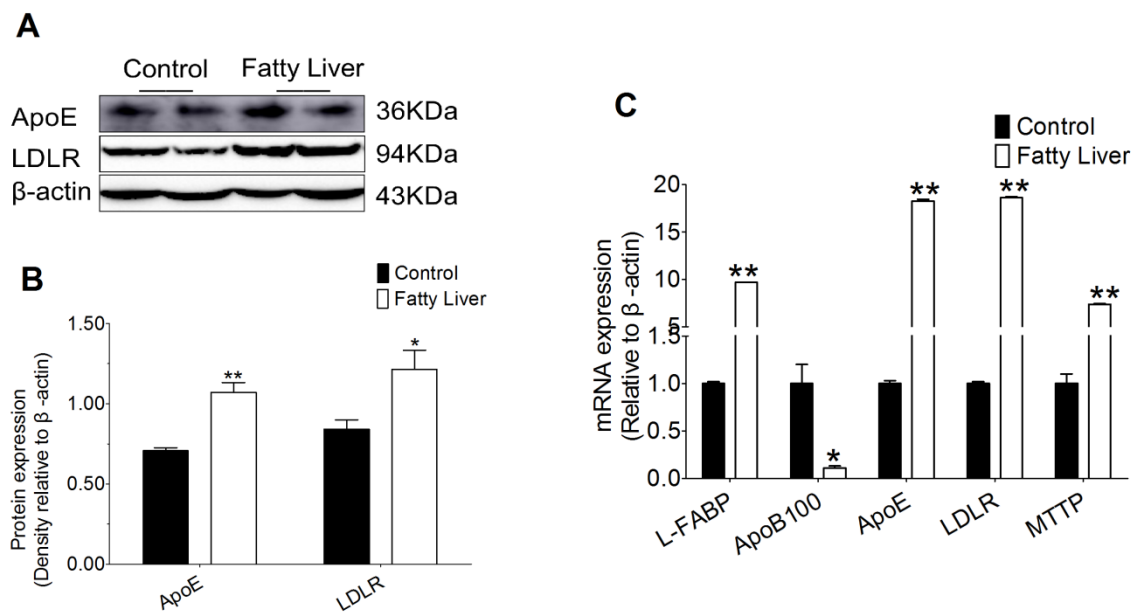 A
Control Fatty Liver
ApoE 36KDa
LDLR 94KDa
β-actin 43KDa
B
Control
Fatty Liver
Protein expression
(Density relative to β -actin)
1.50
1.00
0.50
0.00
**
*
ApoE LDLR
C
Control
Fatty Liver
mRNA expression
(Relative to β -actin)
20
15
10
5
1.5
1.0
0.5
0.0
** * ** ** **
L-FABP ApoB100 ApoE LDLR MTTP